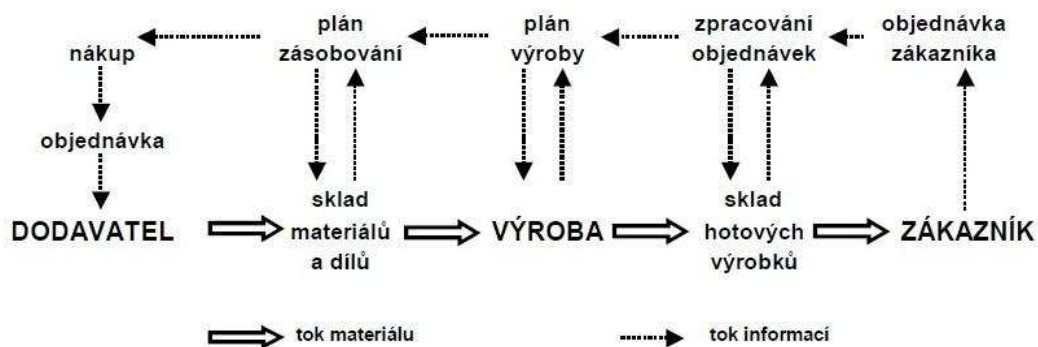 plán
zásobování
plán
výroby
zpracování
objednávek
objednávka
zákazníka
nákup
objednávka
DODAVATEL
sklad
materiálů
a dílů
VÝROBA
sklad
hotových
výrobků
ZÁKAZNÍK
tok materiálu
tok informací